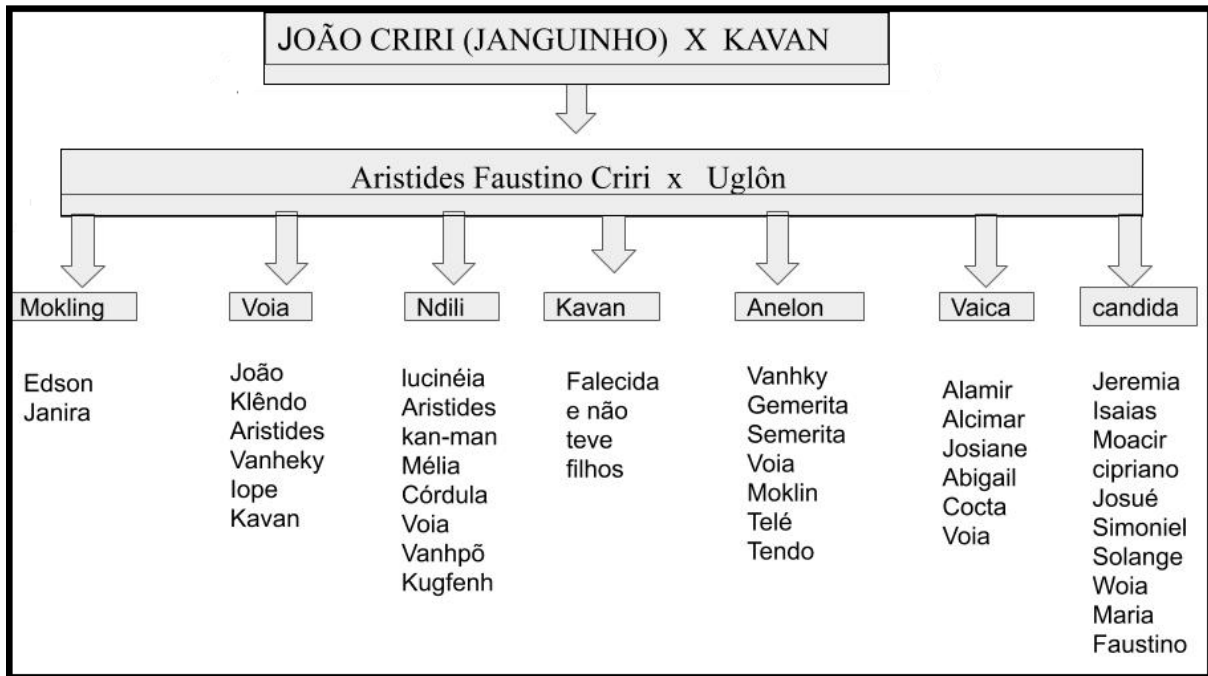 JOÃO CRIRI (JANGUINHO) X KAVAN
Aristides Faustino Criri x Uglôn
Mokling
Edson
Janira
Voia
João
Klêndo
Aristides
Vanheky
Iope
Kavan
Ndili
lucinéia
Aristides
kan-man
Mélia
Córdula
Voia
Vanhpõ
Kugfenh
Kavan
Falecida
e não
teve
filhos
Anelon
Vanhky
Gemerita
Semerita
Voia
Moklin
Telé
Tendo
Vaica
Alamir
Alcimar
Josiane
Abigail
Cocta
Voia
candida
Jeremia
Isaias
Moacir
cipriano
Josué
Simoniel
Solange
Woia
Maria
Faustino